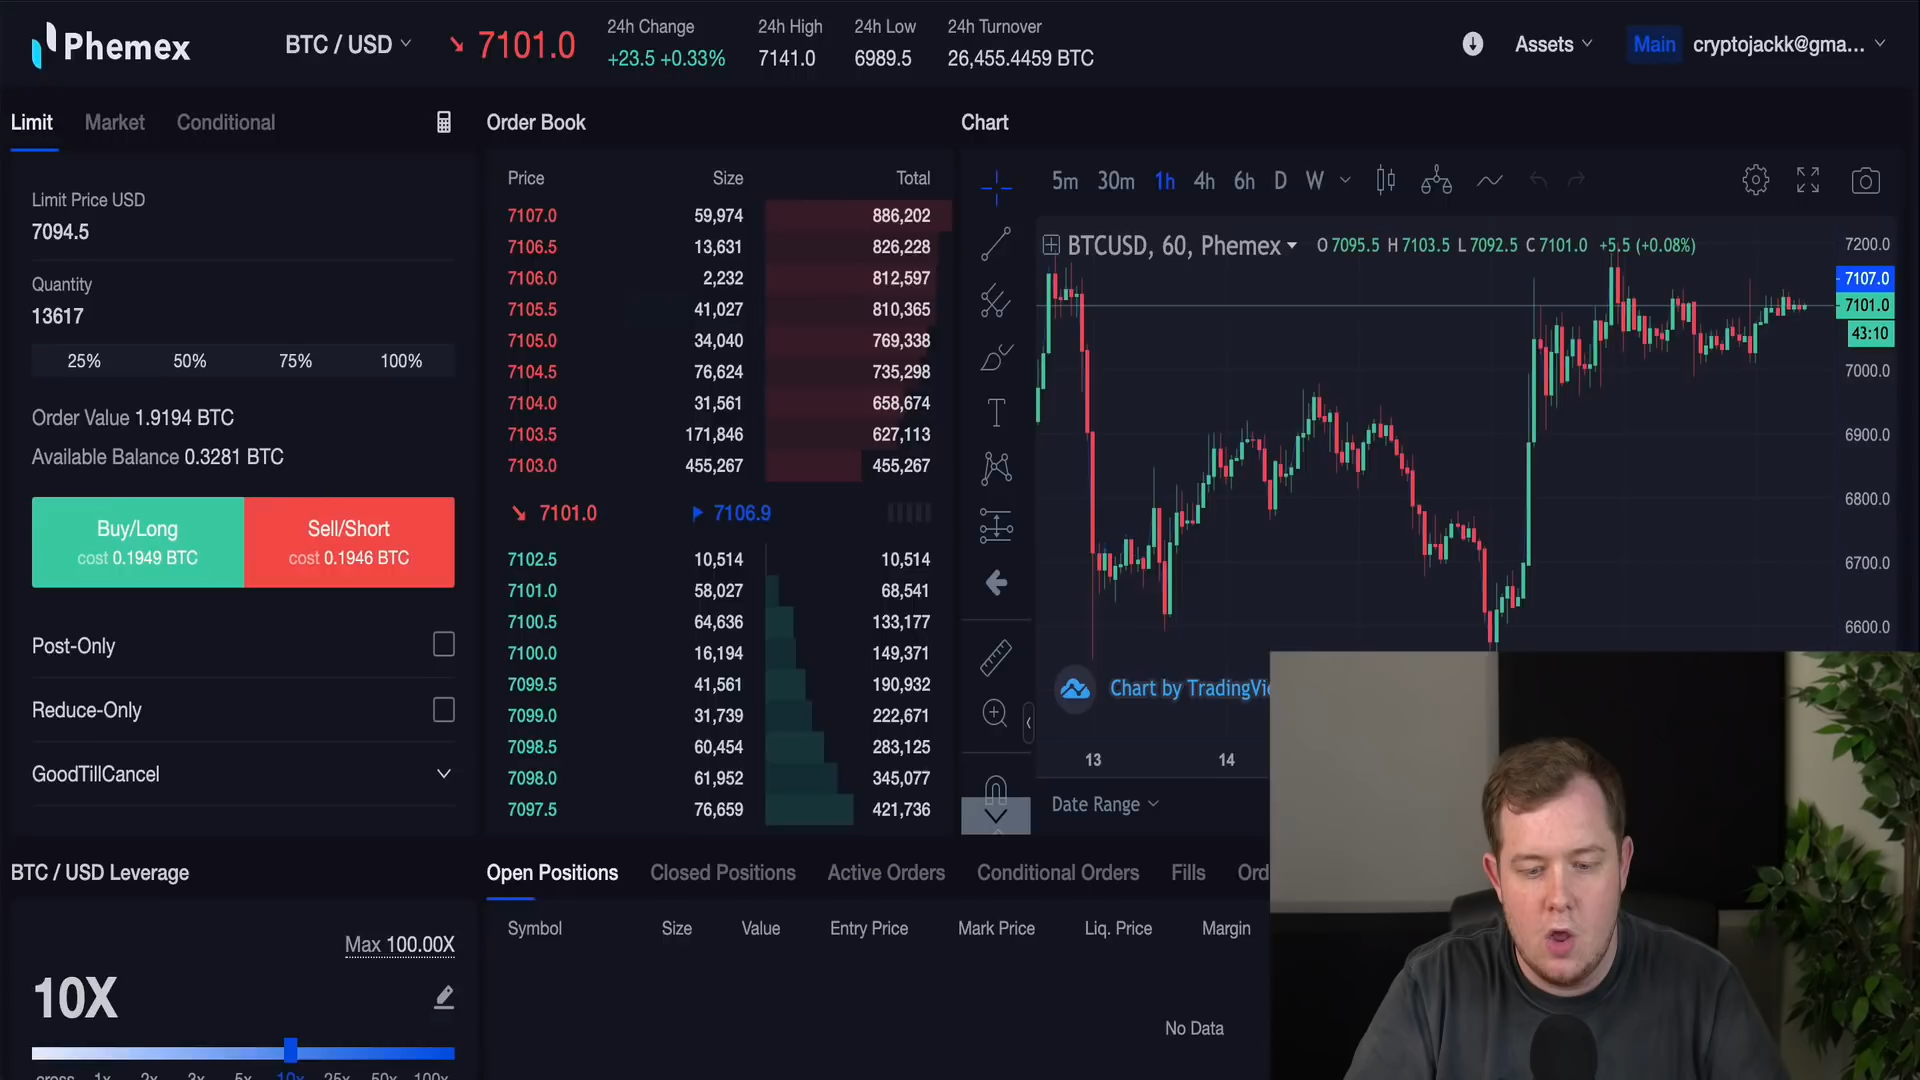 Phemex
BTC / USD
7101.0
24h Change
+23.5 +0.33%
24h High
7141.0
24h Low
6989.5
24h Turnover
26,455.4459 BTC
Assets
Main
cryptojackk@gma...
Limit Market Conditional
Limit Price USD
7094.5
Quantity
13617
25% 50% 75% 100%
Order Value 1.9194 BTC
Available Balance 0.3281 BTC
Buy/Long
cost 0.1949 BTC
Sell/Short
cost 0.1946 BTC
Post-Only
Reduce-Only
GoodTillCancel
BTC / USD Leverage
Max 100.00X
10X
cross 1x 2x 3x 5x 10x 25x 50x 100x
Order Book
Price Size Total
7107.0 59,974 886,202
7106.5 13,631 826,228
7106.0 2,232 812,597
7105.5 41,027 810,365
7105.0 34,040 769,338
7104.5 76,624 735,298
7104.0 31,561 658,674
7103.5 171,846 627,113
7103.0 455,267 455,267
7101.0 7106.9
7102.5 10,514 10,514
7101.0 58,027 68,541
7100.5 64,636 133,177
7100.0 16,194 149,371
7099.5 41,561 190,932
7099.0 31,739 222,671
7098.5 60,454 283,125
7098.0 61,952 345,077
7097.5 76,659 421,736
Chart
5m 30m 1h 4h 6h D W
BTCUSD, 60, Phemex O 7095.5 H 7103.5 L 7092.5 C 7101.0 +5.5 (+0.08%)
7200.0
7107.0
7101.0
43:10
7000.0
6900.0
6800.0
6700.0
6600.0
Chart by TradingVie
13 14
Date Range
Open Positions Closed Positions Active Orders Conditional Orders Fills Ord
Symbol Size Value Entry Price Mark Price Liq. Price Margin
No Data